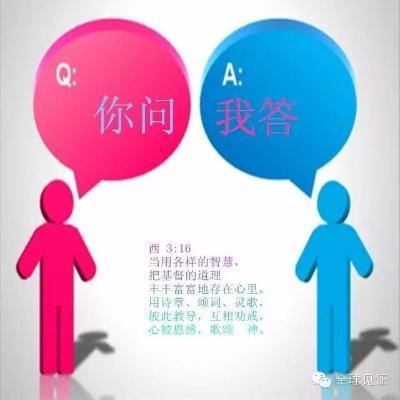 Q:
A:
你问
我答
西 3:16
当用各样的智慧，
把基督的道理
丰丰富富地存在心里，
用诗章、颂词、灵歌，
彼此教导，互相劝戒，
心被恩感，歌颂　神。
全球见证